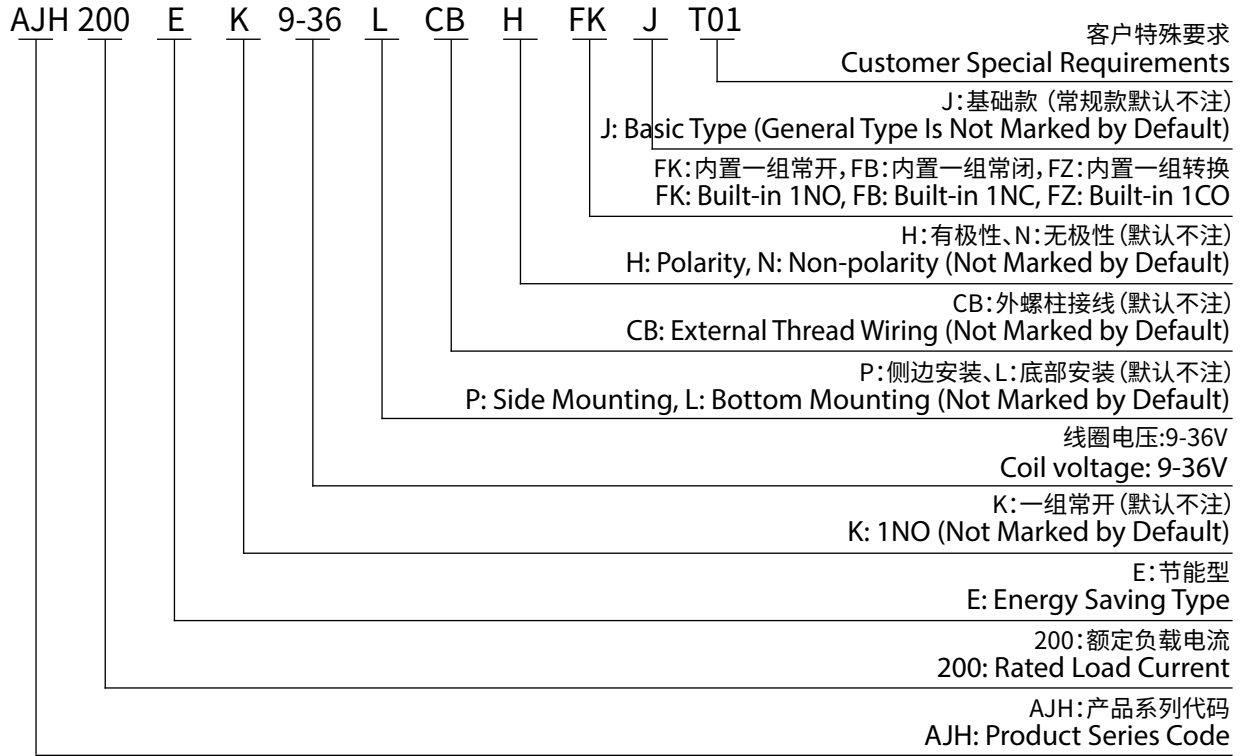 AJH 200 E K 9-36 L CB H FK J T01
客户特殊要求
Customer Special Requirements
J:基础款 (常规款默认不注)
J: Basic Type (General Type Is Not Marked by Default)
FK:内置一组常开,FB:内置一组常闭,FZ:内置一组转换
FK: Built-in 1NO, FB: Built-in 1NC, FZ: Built-in 1CO
H:有极性、N:无极性(默认不注)
H: Polarity, N: Non-polarity (Not Marked by Default)
CB:外螺柱接线(默认不注)
CB: External Thread Wiring (Not Marked by Default)
P:侧边安装、L:底部安装(默认不注)
P: Side Mounting, L: Bottom Mounting (Not Marked by Default)
线圈电压:9-36V
Coil voltage: 9-36V
K:一组常开(默认不注)
K: 1NO (Not Marked by Default)
E:节能型
E: Energy Saving Type
200:额定负载电流
200: Rated Load Current
AJH:产品系列代码
AJH: Product Series Code